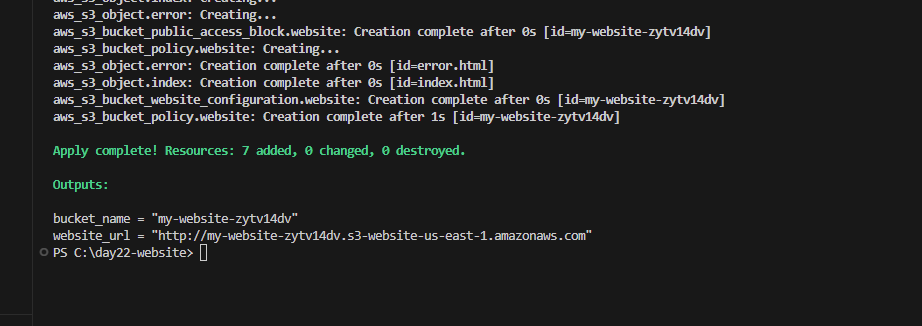 aws_s3_object.index: Creating...
aws_s3_object.error: Creating...
aws_s3_bucket_public_access_block.website: Creation complete after 0s [id=my-website-zytv14dv]
aws_s3_bucket_policy.website: Creating...
aws_s3_object.error: Creation complete after 0s [id=error.html]
aws_s3_object.index: Creation complete after 0s [id=index.html]
aws_s3_bucket_website_configuration.website: Creation complete after 0s [id=my-website-zytv14dv]
aws_s3_bucket_policy.website: Creation complete after 1s [id=my-website-zytv14dv]
Apply complete! Resources: 7 added, 0 changed, 0 destroyed.
Outputs:
bucket_name = "my-website-zytv14dv"
website_url = "http://my-website-zytv14dv.s3-website-us-east-1.amazonaws.com"
PS C:\day22-website>